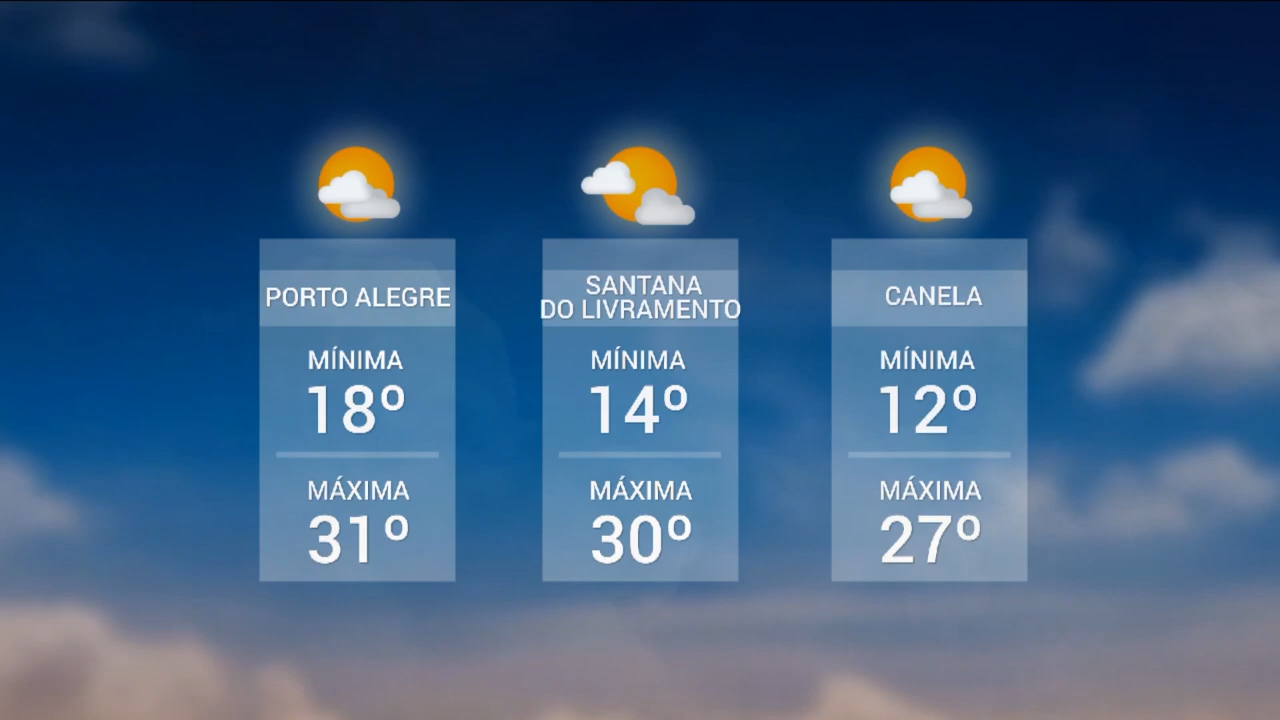 PORTO ALEGRE
MÍNIMA
18º
MÁXIMA
31º
SANTANA
DO LIVRAMENTO
MÍNIMA
14º
MÁXIMA
30º
CANELA
MÍNIMA
12º
MÁXIMA
27º